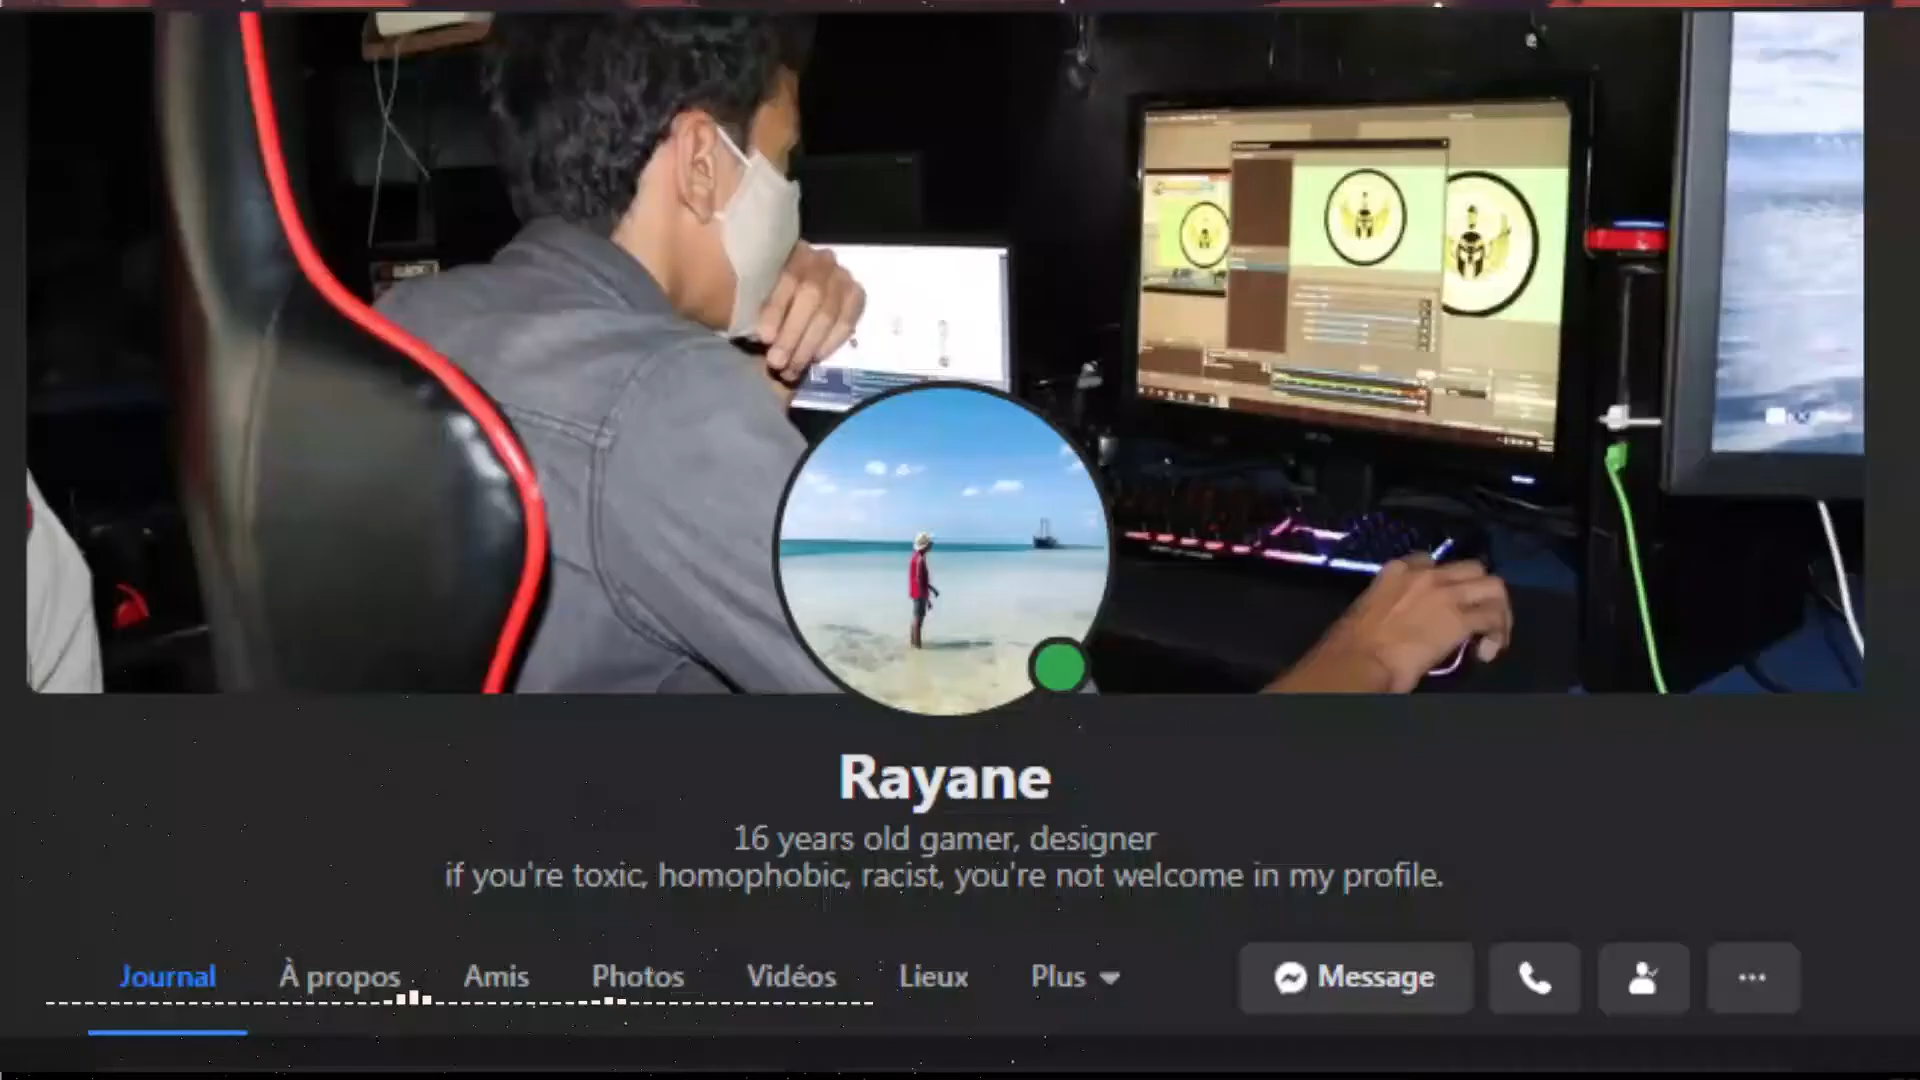 Rayane
16 years old gamer, designer
if you're toxic, homophobic, racist, you're not welcome in my profile.
Journal À propos Amis Photos Vidéos Lieux Plus Message